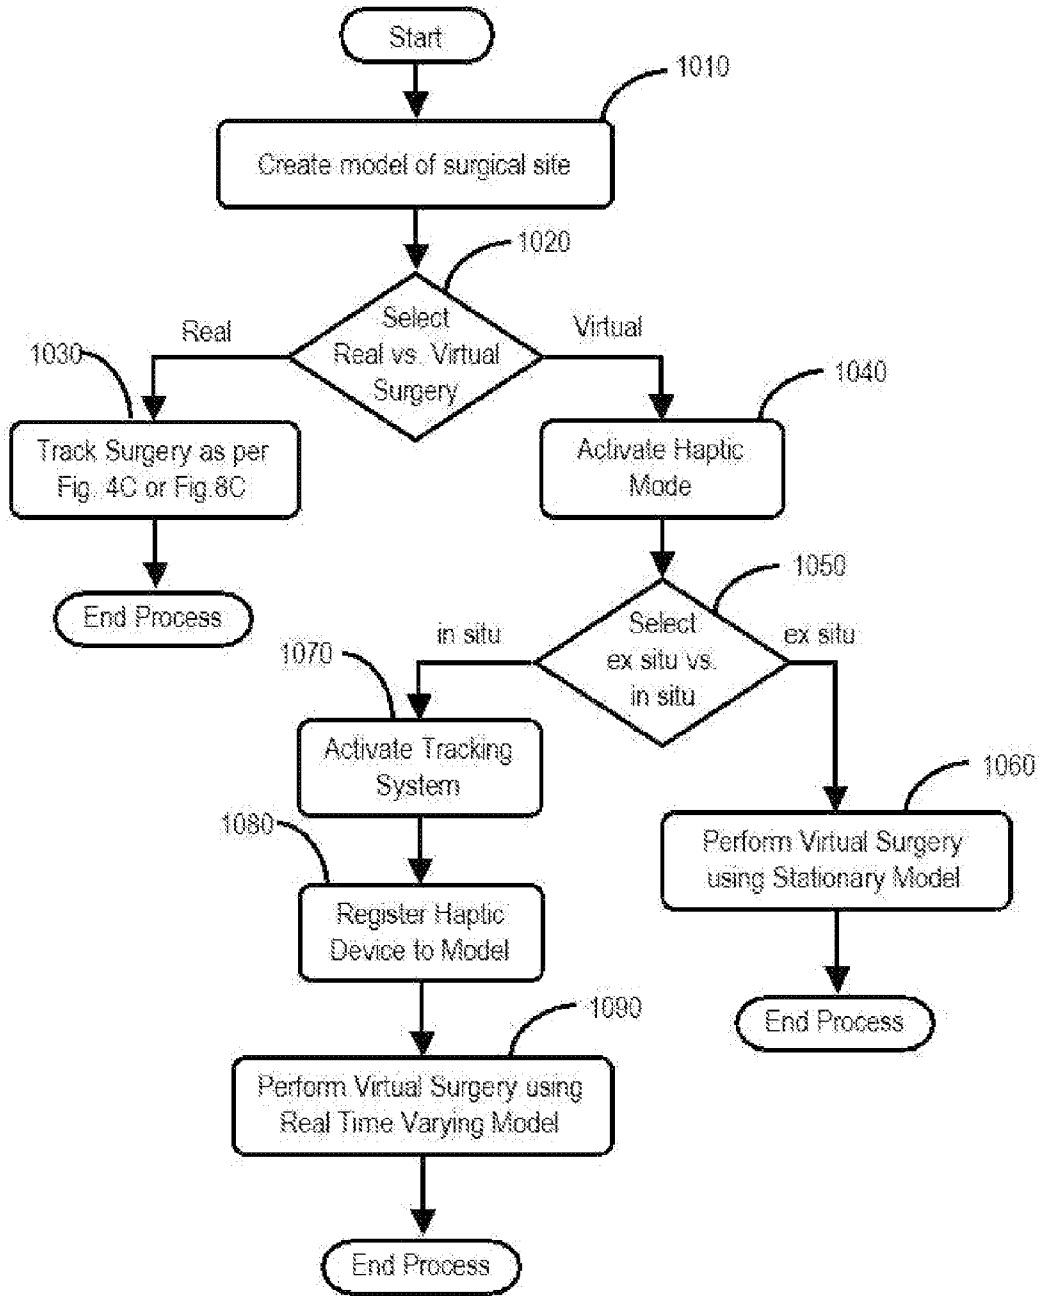 Start
1010
Create model of surgical site
1020
Select
Real vs. Virtual
Surgery
Real
Virtual
1030
1040
Track Surgery as per
Fig. 4C or Fig.8C
Activate Haptic
Mode
End Process
1050
Select
ex situ vs.
in situ
in situ
ex situ
1070
Activate Tracking
System
1060
Perform Virtual Surgery
using Stationary Model
1080
Register Haptic
Device to Model
End Process
1090
Perform Virtual Surgery using
Real Time Varying Model
End Process